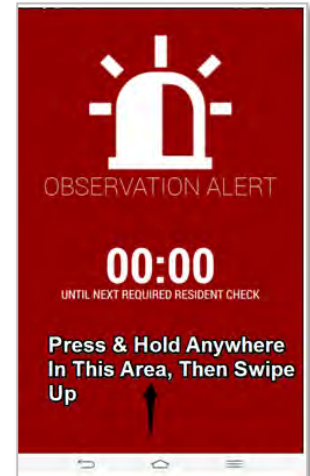 OBSERVATION ALERT
00:00
UNTIL NEXT REQUIRED RESIDENT CHECK
Press & Hold Anywhere
In This Area, Then Swipe
Up